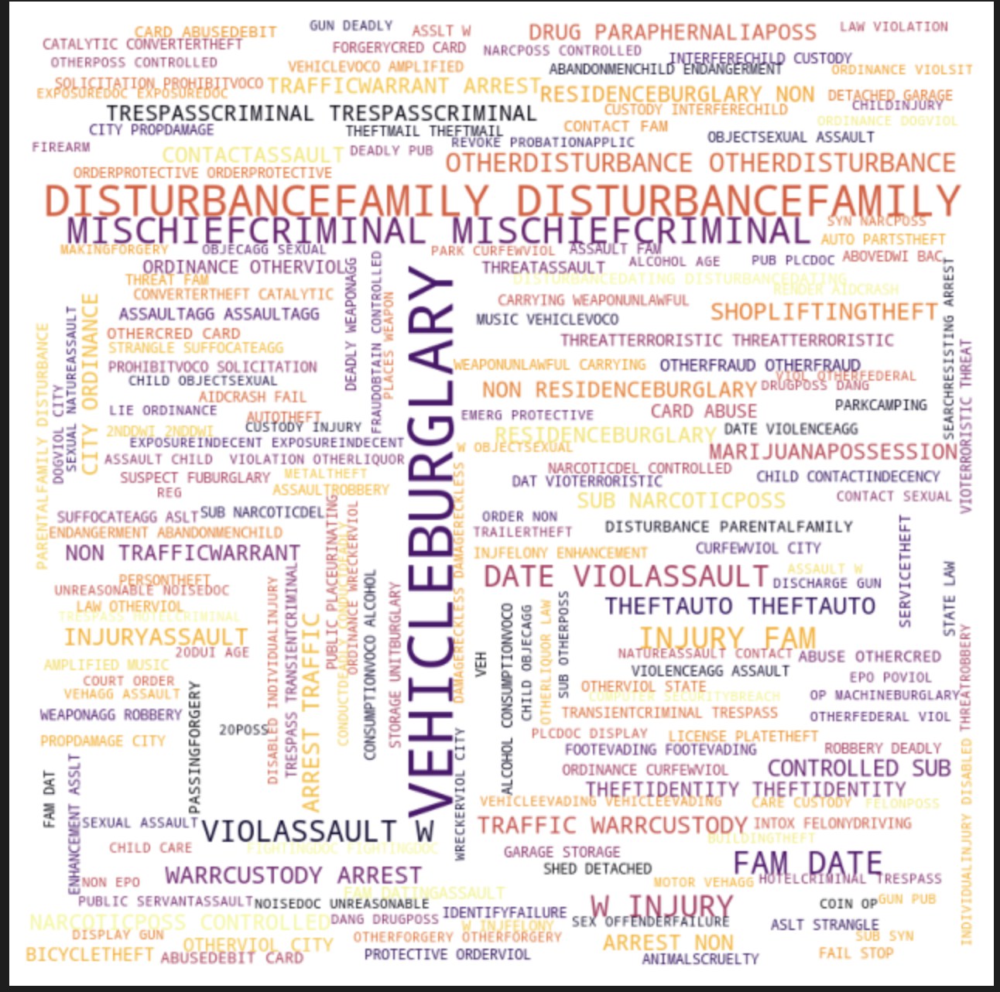 CARD ABUSEDEBIT
GUN DEADLY
ASSLT W
DRUG PARAPHERNALIAPOSS
LAW VIOLATION
CATALYTIC CONVERTERTHEFT
FORGERYCRED CARD
NARCPOSS CONTROLLED
INTERFERECHILD CUSTODY
OTHERPOSS CONTROLLED
VEHICLEVOCO AMPLIFIED
ABANDONMENCHILD ENDANGERMENT
ORDINANCE VIOLSIT
SOLICITATION PROHIBITVOCO
TRAFFICWARRANT ARREST
EXPOSUREDOC EXPOSUREDOC
RESIDENCEBURGLARY NON
DETACHED GARAGE
CHILDINJURY
TRESPASSCRIMINAL TRESPASSCRIMINAL
CUSTODY INTERFERECHILD
ORDINANCE DOGVIOL
CITY PROPDAMAGE
THEFTMAIL THEFTMAIL
CONTACT FAM
OBJECTSEXUAL ASSAULT
FIREARM
REVOKE PROBATIONAPPLIC
CONTACTASSAULT
DEADLY PUB
OTHERDISTURBANCE OTHERDISTURBANCE
ORDERPROTECTIVE ORDERPROTECTIVE
DISTURBANCEFAMILY DISTURBANCEFAMILY
MISCHIEFCRIMINAL MISCHIEFCRIMINAL
SYN NARCPOSS
AUTO PARTSTHEFT
MAKINGFORGERY
OBJECAGG SEXUAL
PARK CURFEWVIOL
ASSAULT FAM
ABOVEDWI BAC
ORDINANCE OTHERVIOL
THREATASSAULT
ALCOHOL AGE
PUB PLCDOC
THREAT FAM
DISTURBANCEDATING DISTURBANCEDATING
RENDER AIDCRASH
CONVERTERTHEFT CATALYTIC
CARRYING WEAPONUNLAWFUL
ASSAULTAGG ASSAULTAGG
MUSIC VEHICLEVOCO
SHOPLIFTINGTHEFT
OTHERCRED CARD
THREATTERRORISTIC THREATTERRORISTIC
STRANGLE SUFFOCATEAGG
PROHIBITVOCO SOLICITATION
WEAPONUNLAWFUL CARRYING
OTHERFRAUD OTHERFRAUD
CHILD OBJECTSEXUAL
VIOL OTHERFEDERAL
DRUGPOSS DANG
AIDCRASH FAIL
NON RESIDENCEBURGLARY
LIE ORDINANCE
AUTOTHEFT
EMERG PROTECTIVE
CARD ABUSE
PARKCAMPING
2NDDWI 2NDDWI
CUSTODY INJURY
RESIDENCEBURGLARY
DATE VIOLENCEAGG
EXPOSUREINDECENT EXPOSUREINDECENT
W OBJECTSEXUAL
MARIJUANAPOSSESSION
ASSAULT CHILD
VIOLATION OTHERLIQUOR
SUSPECT FUBURGLARY
METALTHEFT
NARCOTICDEL CONTROLLED
DAT VIOTERRORISTIC
CHILD CONTACTINDECENCY
REG
ASSAULTROBBERY
SUB NARCOTICPOSS
CONTACT SEXUAL
SUFFOCATEAGG ASLT
SUB NARCOTICDEL
ORDER NON
ENDANGERMENT ABANDONMENCHILD
TRAILERTHEFT
DISTURBANCE PARENTALFAMILY
NON TRAFFICWARRANT
INJFELONY ENHANCEMENT
CURFEWVIOL CITY
PERSONTHEFT
DATE VIOLASSAULT
ASSAULT W
DISCHARGE GUN
UNREASONABLE NOISEDOC
LAW OTHERVIOL
THEFTAUTO THEFTAUTO
TRESPASS HOTELCRIMINAL
INJURYASSAULT
INJURY FAM
20DUI AGE
NATUREASSAULT CONTACT
ABUSE OTHERCRED
AMPLIFIED MUSIC
VIOLENCEAGG ASSAULT
COURT ORDER
OTHERVIOL STATE
EPO POVIOL
VEHAGG ASSAULT
COMPUTER SECURITYBREACH
OP MACHINEBURGLARY
WEAPONAGG ROBBERY
TRANSIENTCRIMINAL TRESPASS
OTHERFEDERAL VIOL
20POSS
PROPDAMAGE CITY
PLCDOC DISPLAY
LICENSE PLATETHEFT
FOOTEVADING FOOTEVADING
ROBBERY DEADLY
ORDINANCE CURFEWVIOL
CONTROLLED SUB
THEFTIDENTITY THEFTIDENTITY
VEHICLEEVADING VEHICLEEVADING
CARE CUSTODY
FELONPOSS
SEXUAL ASSAULT
VIOLASSAULT W
TRAFFIC WARRCUSTODY
INTOX FELONYDRIVING
BUILDINGTHEFT
CHILD CARE
FIGHTINGDOC FIGHTINGDOC
GARAGE STORAGE
SHED DETACHED
FAM DATE
NON EPO
WARRCUSTODY ARREST
MOTOR VEHAGG
HOTELCRIMINAL TRESPASS
FAM DATINGASSAULT
PUBLIC SERVANTASSAULT
NOISEDOC UNREASONABLE
W INJURY
COIN OP
GUN PUB
IDENTIFYFAILURE
NARCOTICPOSS CONTROLLED
DANG DRUGPOSS
W INJFELONY
SEX OFFENDERFAILURE
ASLT STRANGLE
DISPLAY GUN
OTHERFORGERY OTHERFORGERY
SUB SYN
OTHERVIOL CITY
ARREST NON
BICYCLETHEFT
ABUSEDEBIT CARD
PROTECTIVE ORDERVIOL
ANIMALSCRUELTY
FAIL STOP
PARENTALFAMILY DISTURBANCE
DOGVIOL CITY
SEXUAL NATUREASSAULT
CITY ORDINANCE
DEADLY WEAPONAGG
FRAUDOBTAIN CONTROLLED
PLACES WEAPON
VEHICLEBURGLARY
DAMAGERECKLESS DAMAGERECKLESS
SEARCHRESISTING ARREST
VIOTERRORISTIC THREAT
SERVICETHEFT
STATE LAW
PUBLIC PLACEURINATING
CONDUCTDEADLY CONDUCTDEADLY
ORDINANCE WRECKERVIOL
CONSUMPTIONVOCO ALCOHOL
STORAGE UNITBURGLARY
DISABLED INDIVIDUALINJURY
TRESPASS TRANSIENTCRIMINAL
ARREST TRAFFIC
PASSINGFORGERY
FAM DAT
ENHANCEMENT ASSLT
WRECKERVIOL CITY
VEH
ALCOHOL CONSUMPTIONVOCO
CHILD OBJECAGG
OTHERLIQUOR LAW
SUB OTHERPOSS
INDIVIDUALINJURY DISABLED
THREATROBBERY